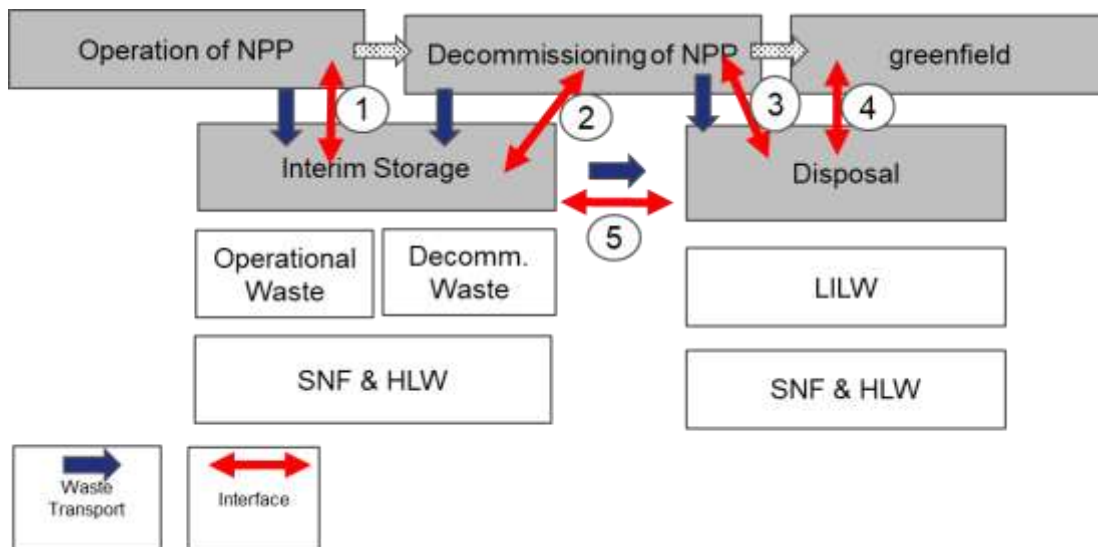 Operation of NPP
Decommissioning of NPP
greenfield
1
2
3
4
Interim Storage
Disposal
5
Operational
Waste
Decomm.
Waste
LILW
SNF & HLW
SNF & HLW
Waste
Transport
Interface